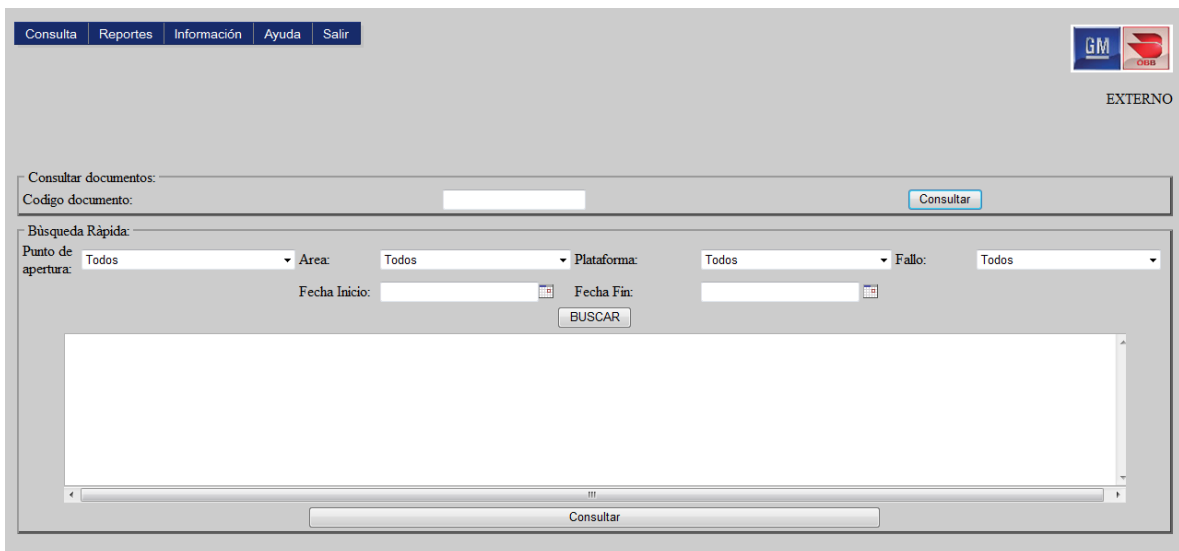 Consulta Reportes Información Ayuda Salir
GM OBB
EXTERNO
Consultar documentos:
Codigo documento: Consultar
Bùsqueda Ràpida:
Punto de apertura: Todos Area: Todos Plataforma: Todos Fallo: Todos
Fecha Inicio: Fecha Fin:
BUSCAR
Consultar